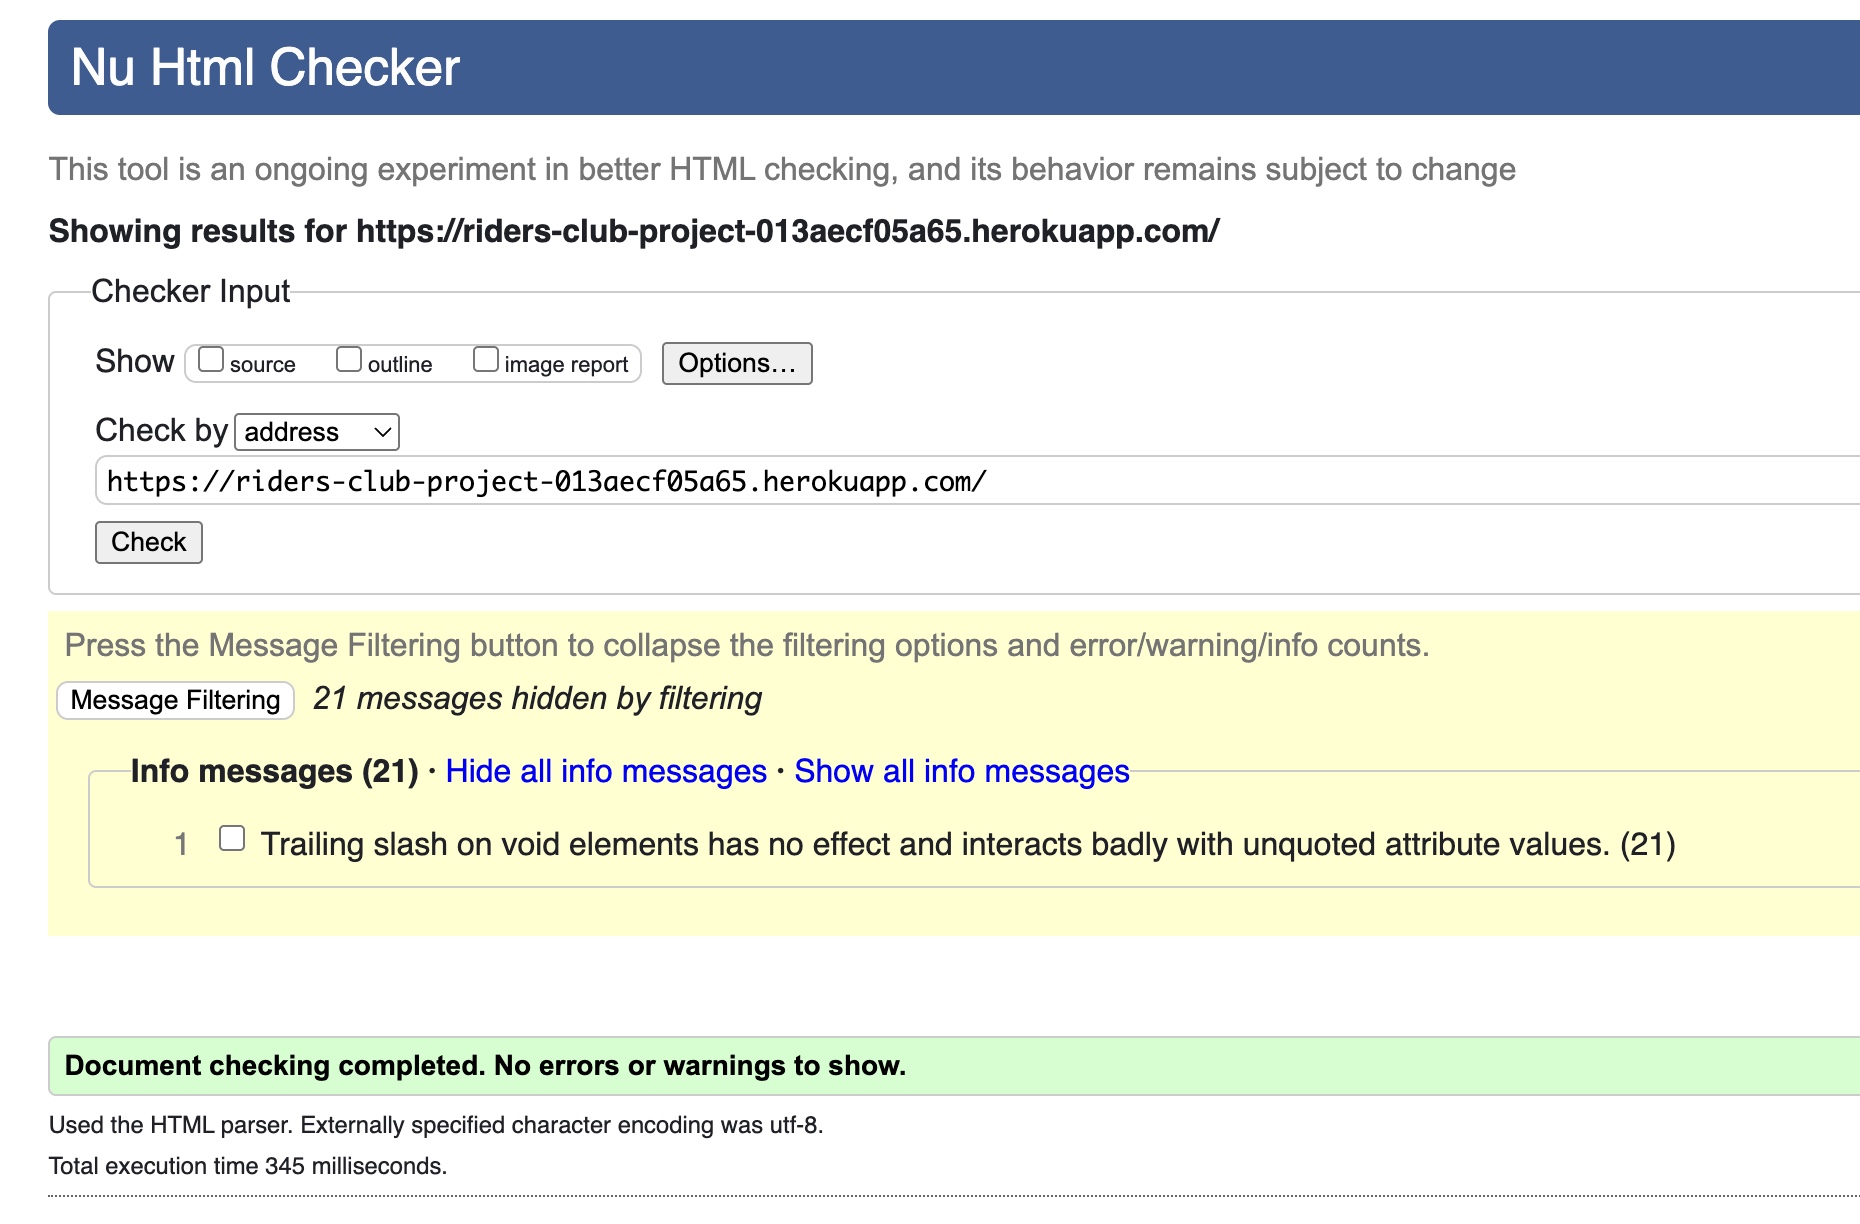 Nu Html Checker
This tool is an ongoing experiment in better HTML checking, and its behavior remains subject to change
Showing results for https://riders-club-project-013aecf05a65.herokuapp.com/
Checker Input
Show source outline image report Options...
Check by address
https://riders-club-project-013aecf05a65.herokuapp.com/
Check
Press the Message Filtering button to collapse the filtering options and error/warning/info counts.
Message Filtering 21 messages hidden by filtering
Info messages (21) · Hide all info messages · Show all info messages
1 Trailing slash on void elements has no effect and interacts badly with unquoted attribute values. (21)
Document checking completed. No errors or warnings to show.
Used the HTML parser. Externally specified character encoding was utf-8.
Total execution time 345 milliseconds.